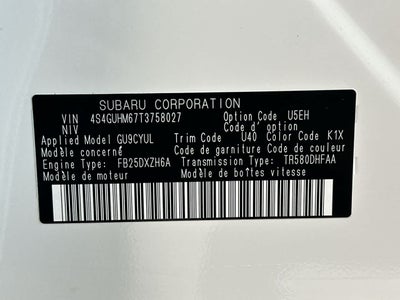 SUBARU CORPORATION
VIN 4S4GUHM67T3758027 Option Code U5EH
NIV Code d' option
Applied Model GU9CYUL Trim Code U40 Color Code K1X
Modèle concerné Code de garniture Code de couleur
Engine Type FB25DXZH6A Transmission Type TR580DHFAA
Modèle de moteur Modèle de boîtes vitesse